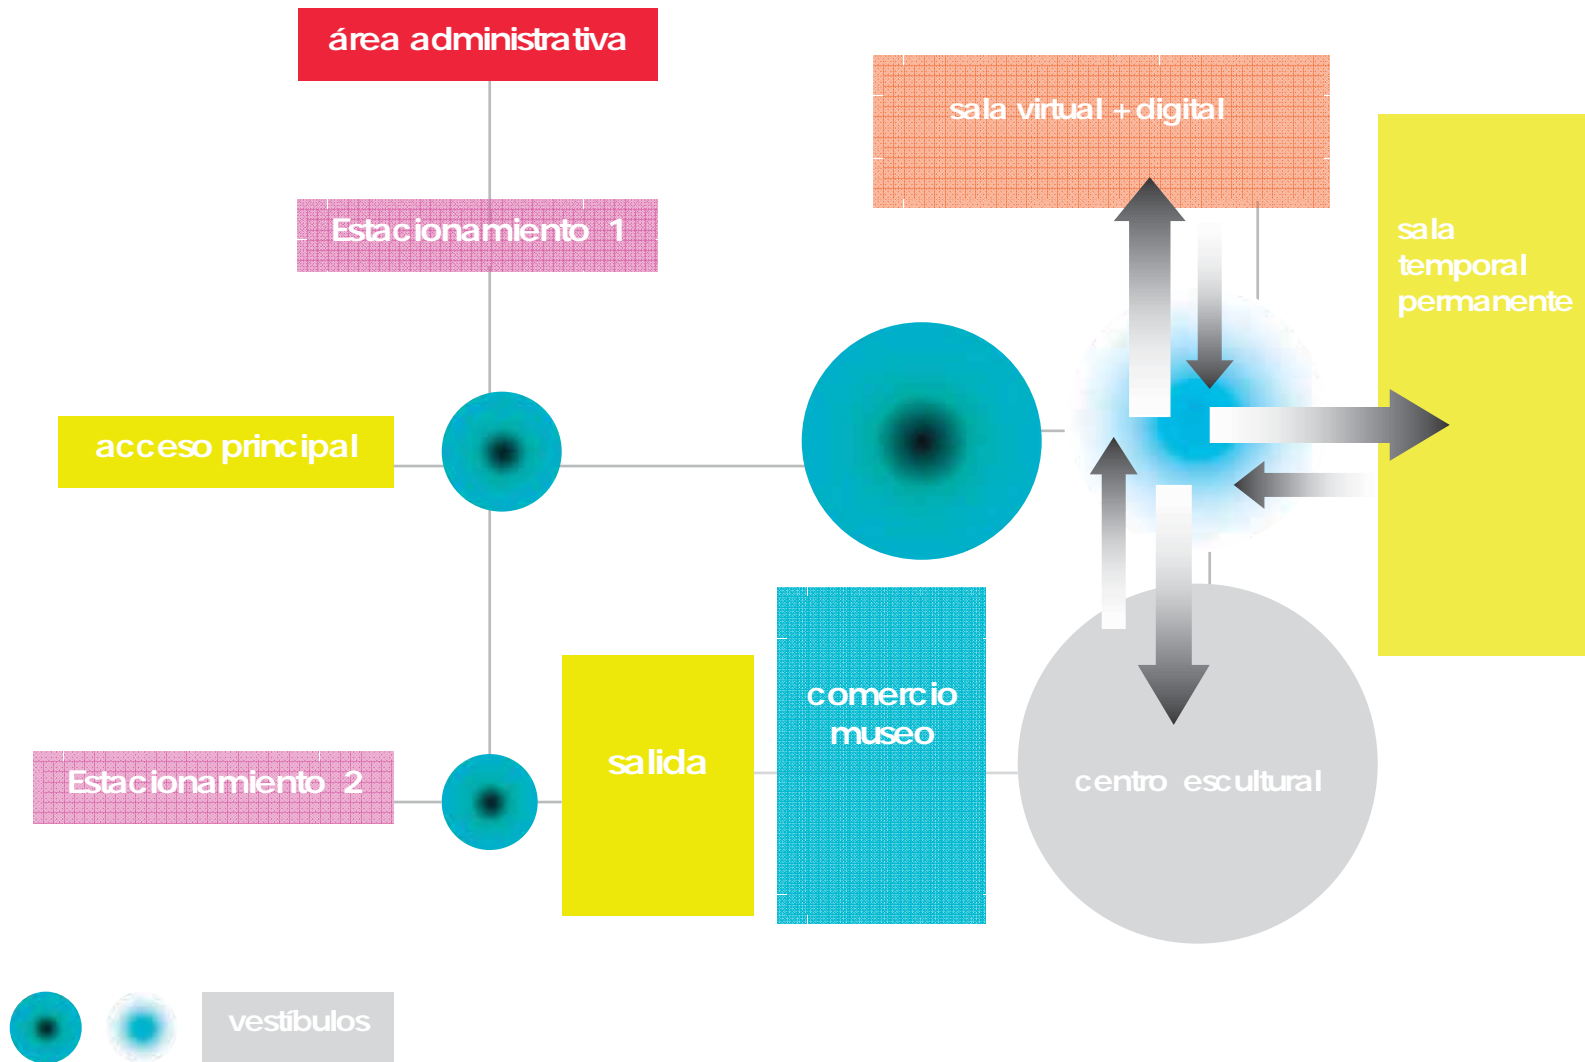 área administrativa
sala virtual + digital
Estacionamiento 1
sala
temporal
permanente
acceso principal
comercio
museo
salida
Estacionamiento 2
centro escultural
vestíbulos